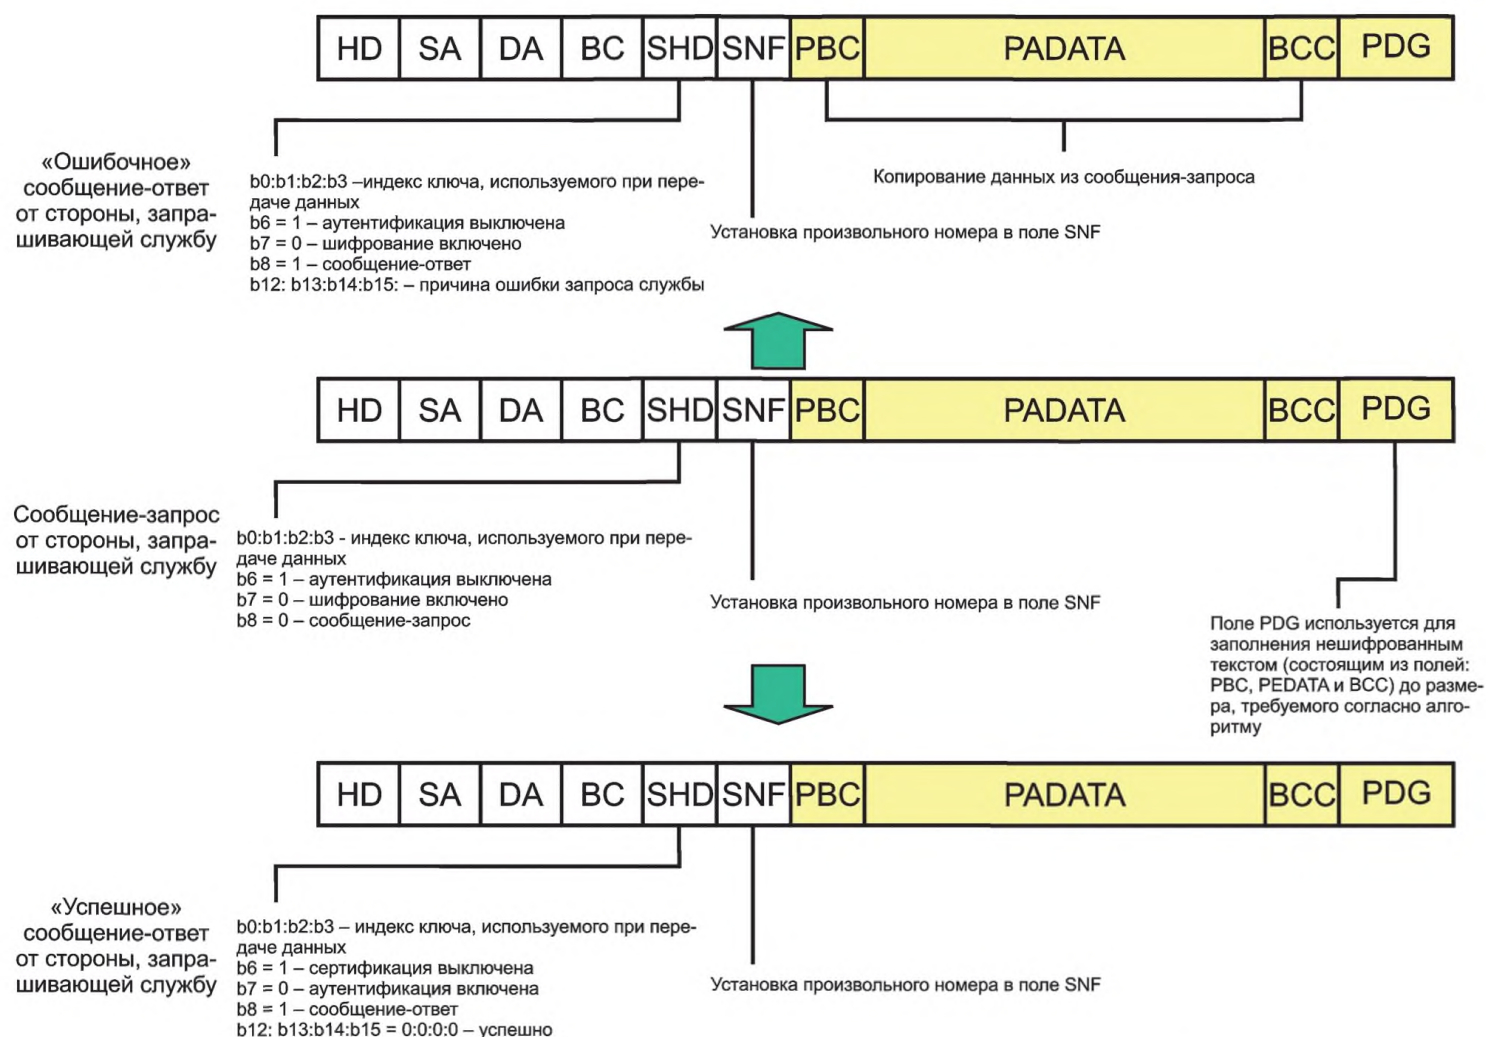 HD SA DA BC SHD SNF PBC PADATA BCC PDG
«Ошибочное»
сообщение-ответ
от стороны, запра-
шивающей службу
b0:b1:b2:b3 –индекс ключа, используемого при пере-
даче данных
b6 = 1 – аутентификация выключена
b7 = 0 – шифрование включено
b8 = 1 – сообщение-ответ
b12: b13:b14:b15: – причина ошибки запроса службы
Установка произвольного номера в поле SNF
Копирование данных из сообщения-запроса
HD SA DA BC SHD SNF PBC PADATA BCC PDG
Сообщение-запрос
от стороны, запра-
шивающей службу
b0:b1:b2:b3 - индекс ключа, используемого при пере-
даче данных
b6 = 1 – аутентификация выключена
b7 = 0 – шифрование включено
b8 = 0 – сообщение-запрос
Установка произвольного номера в поле SNF
Поле PDG используется для
заполнения нешифрованным
текстом (состоящим из полей:
PBC, PEDATA и BCC) до разме-
ра, требуемого согласно алго-
ритму
HD SA DA BC SHD SNF PBC PADATA BCC PDG
«Успешное»
сообщение-ответ
от стороны, запра-
шивающей службу
b0:b1:b2:b3 – индекс ключа, используемого при пере-
даче данных
b6 = 1 – сертификация выключена
b7 = 0 – аутентификация включена
b8 = 1 – сообщение-ответ
b12: b13:b14:b15 = 0:0:0:0 – успешно
Установка произвольного номера в поле SNF